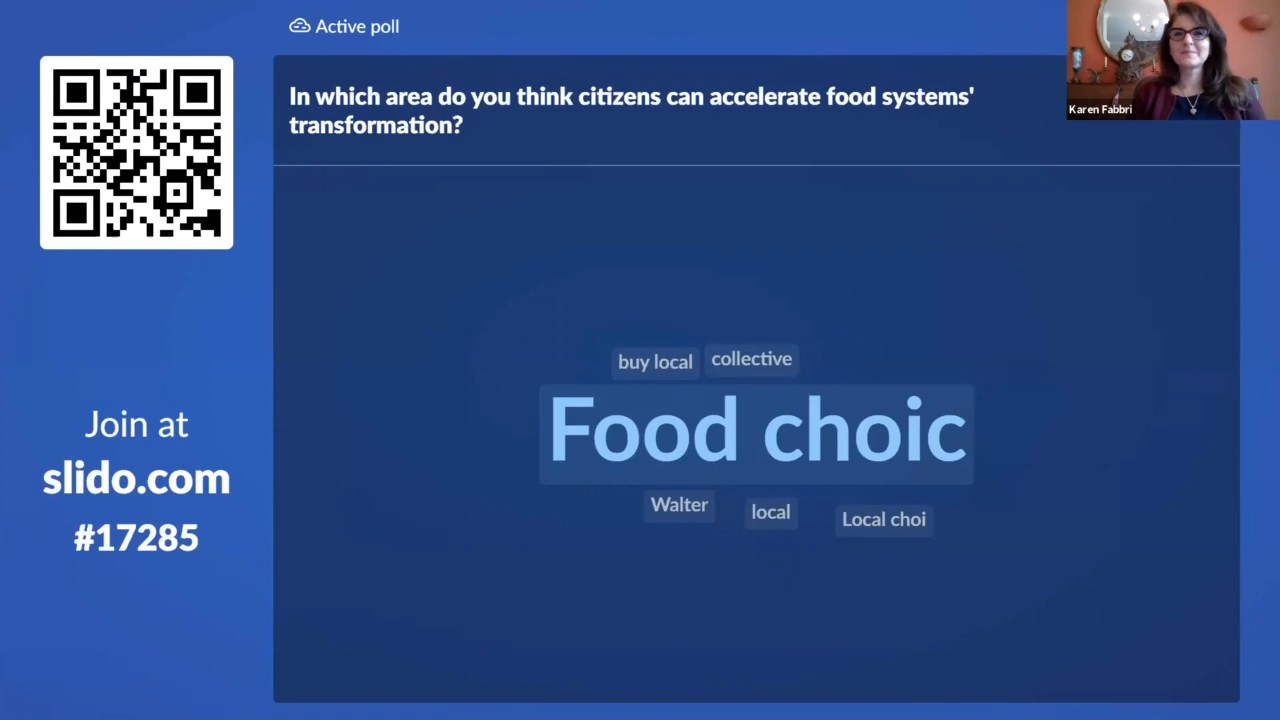 Active poll
In which area do you think citizens can accelerate food systems'
transformation?
Karen Fabbri
buy local
collective
Food choic
Walter
local
Local choi
Join at
slido.com
#17285